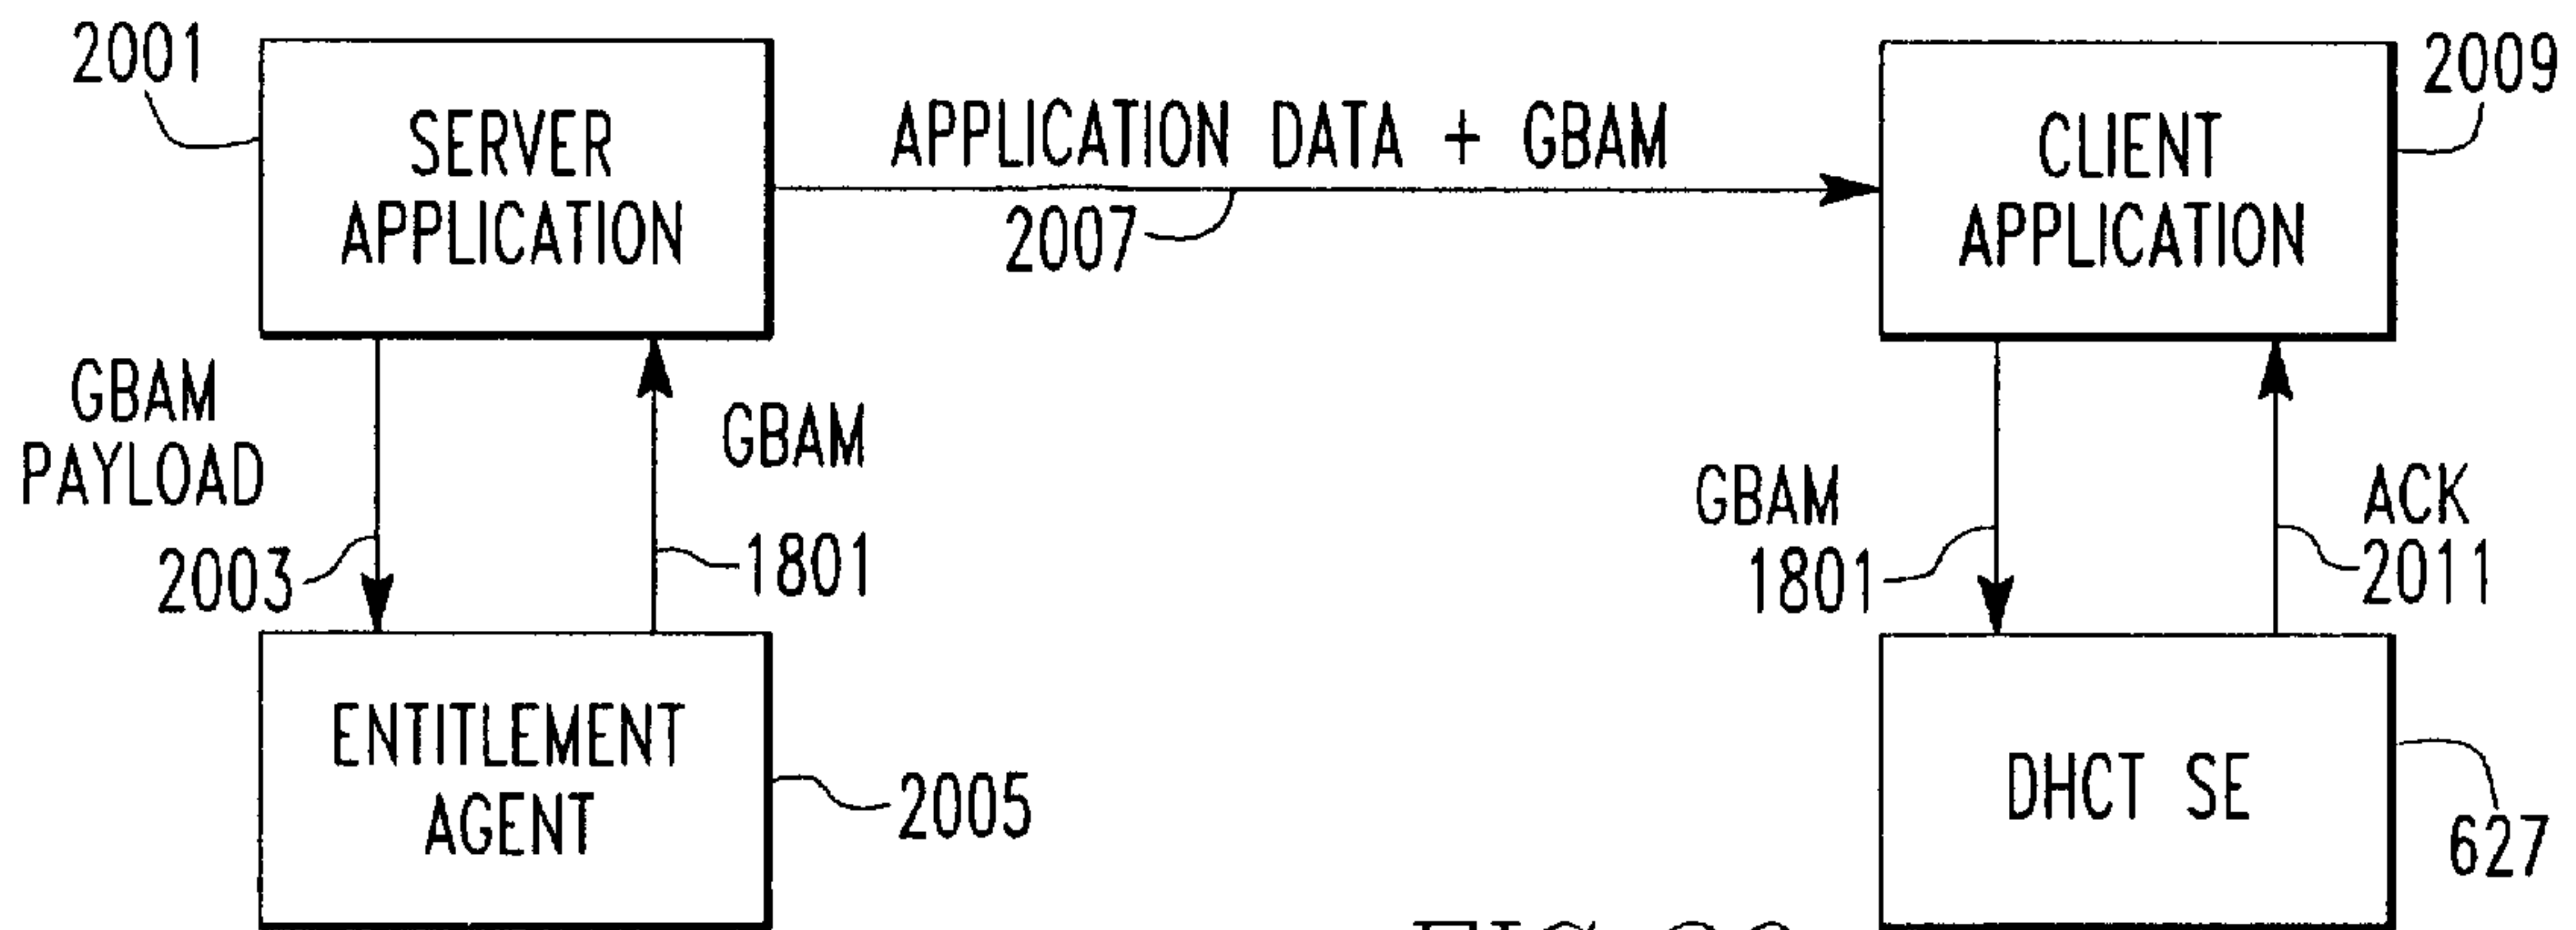 2001
SERVER
APPLICATION
APPLICATION DATA + GBAM
2007
CLIENT
APPLICATION
2009
GBAM
PAYLOAD
2003
GBAM
1801
GBAM
1801
ACK
2011
ENTITLEMENT
AGENT
2005
DHCT SE
627